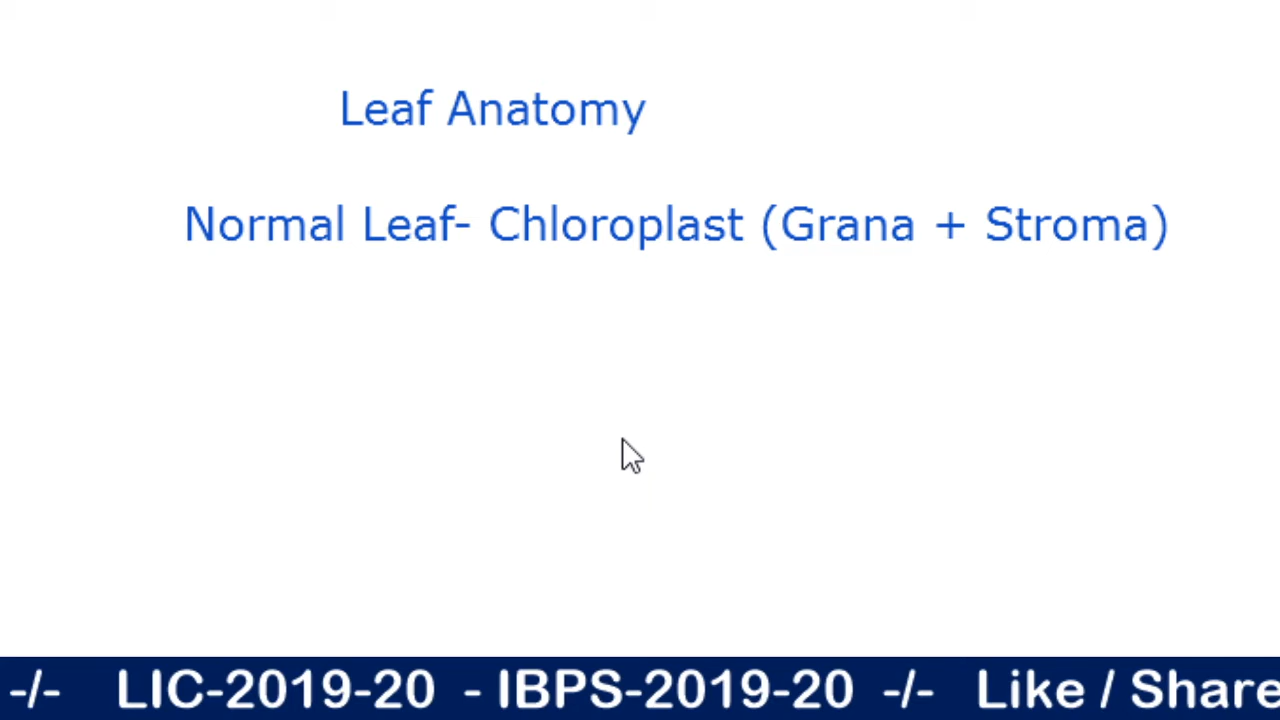 Leaf Anatomy
Normal Leaf- Chloroplast (Grana + Stroma)
-/- LIC-2019-20 - IBPS-2019-20 -/- Like / Share